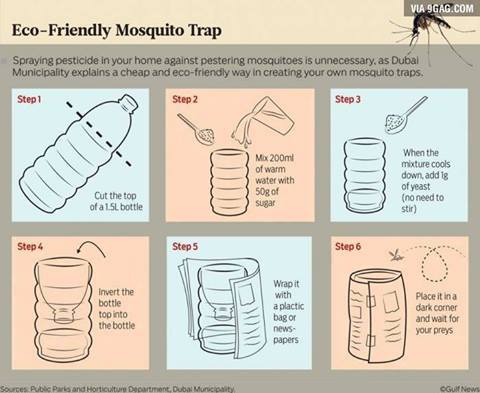 VIA 9GAG.COM
Eco-Friendly Mosquito Trap
Spraying pesticide in your home against pestering mosquitoes is unnecessary, as Dubai
Municipality explains a cheap and eco-friendly way in creating your own mosquito traps.
Step 1
Cut the top
of a 1.5L bottle
Step 2
Mix 200ml
of warm
water with
50g of
sugar
Step 3
When the
mixture cools
down, add 1g
of yeast
(no need to
stir)
Step 4
Invert the
bottle
top into
the bottle
Step 5
Wrap it
with
a plactic
bag or
news-
papers
Step 6
Place it in a
dark corner
and wait for
your preys
Sources: Public Parks and Horticulture Department, Dubai Municipality.
©Gulf News